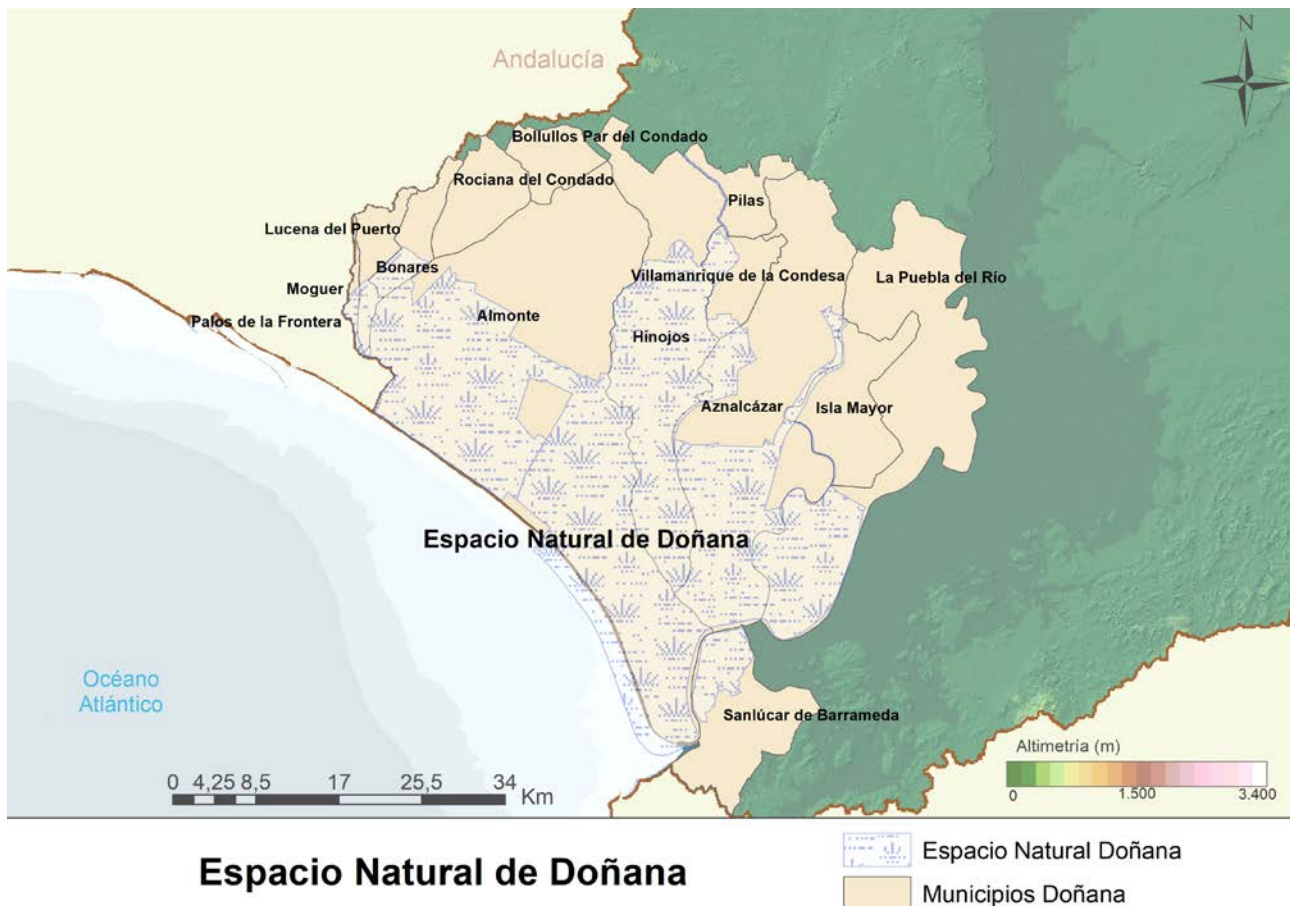 N
Andalucía
Bollullos Par del Condado
Rociana del Condado
Pilas
Lucena del Puerto
Bonares
Villamanrique de la Condesa
La Puebla del Río
Moguer
Palos de la Frontera
Almonte
Hinojos
Aznalcázar
Isla Mayor
Espacio Natural de Doñana
Océano
Atlántico
Sanlúcar de Barrameda
Altimetría (m)
0 1.500 3.400
0 4,25 8,5 17 25,5 34
Km
Espacio Natural de Doñana
Espacio Natural Doñana
Municipios Doñana